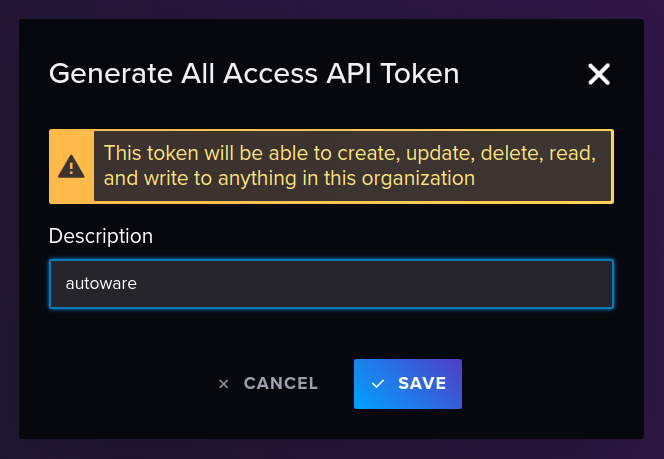 Generate All Access API Token
This token will be able to create, update, delete, read,
and write to anything in this organization
Description
autoware
CANCEL
SAVE